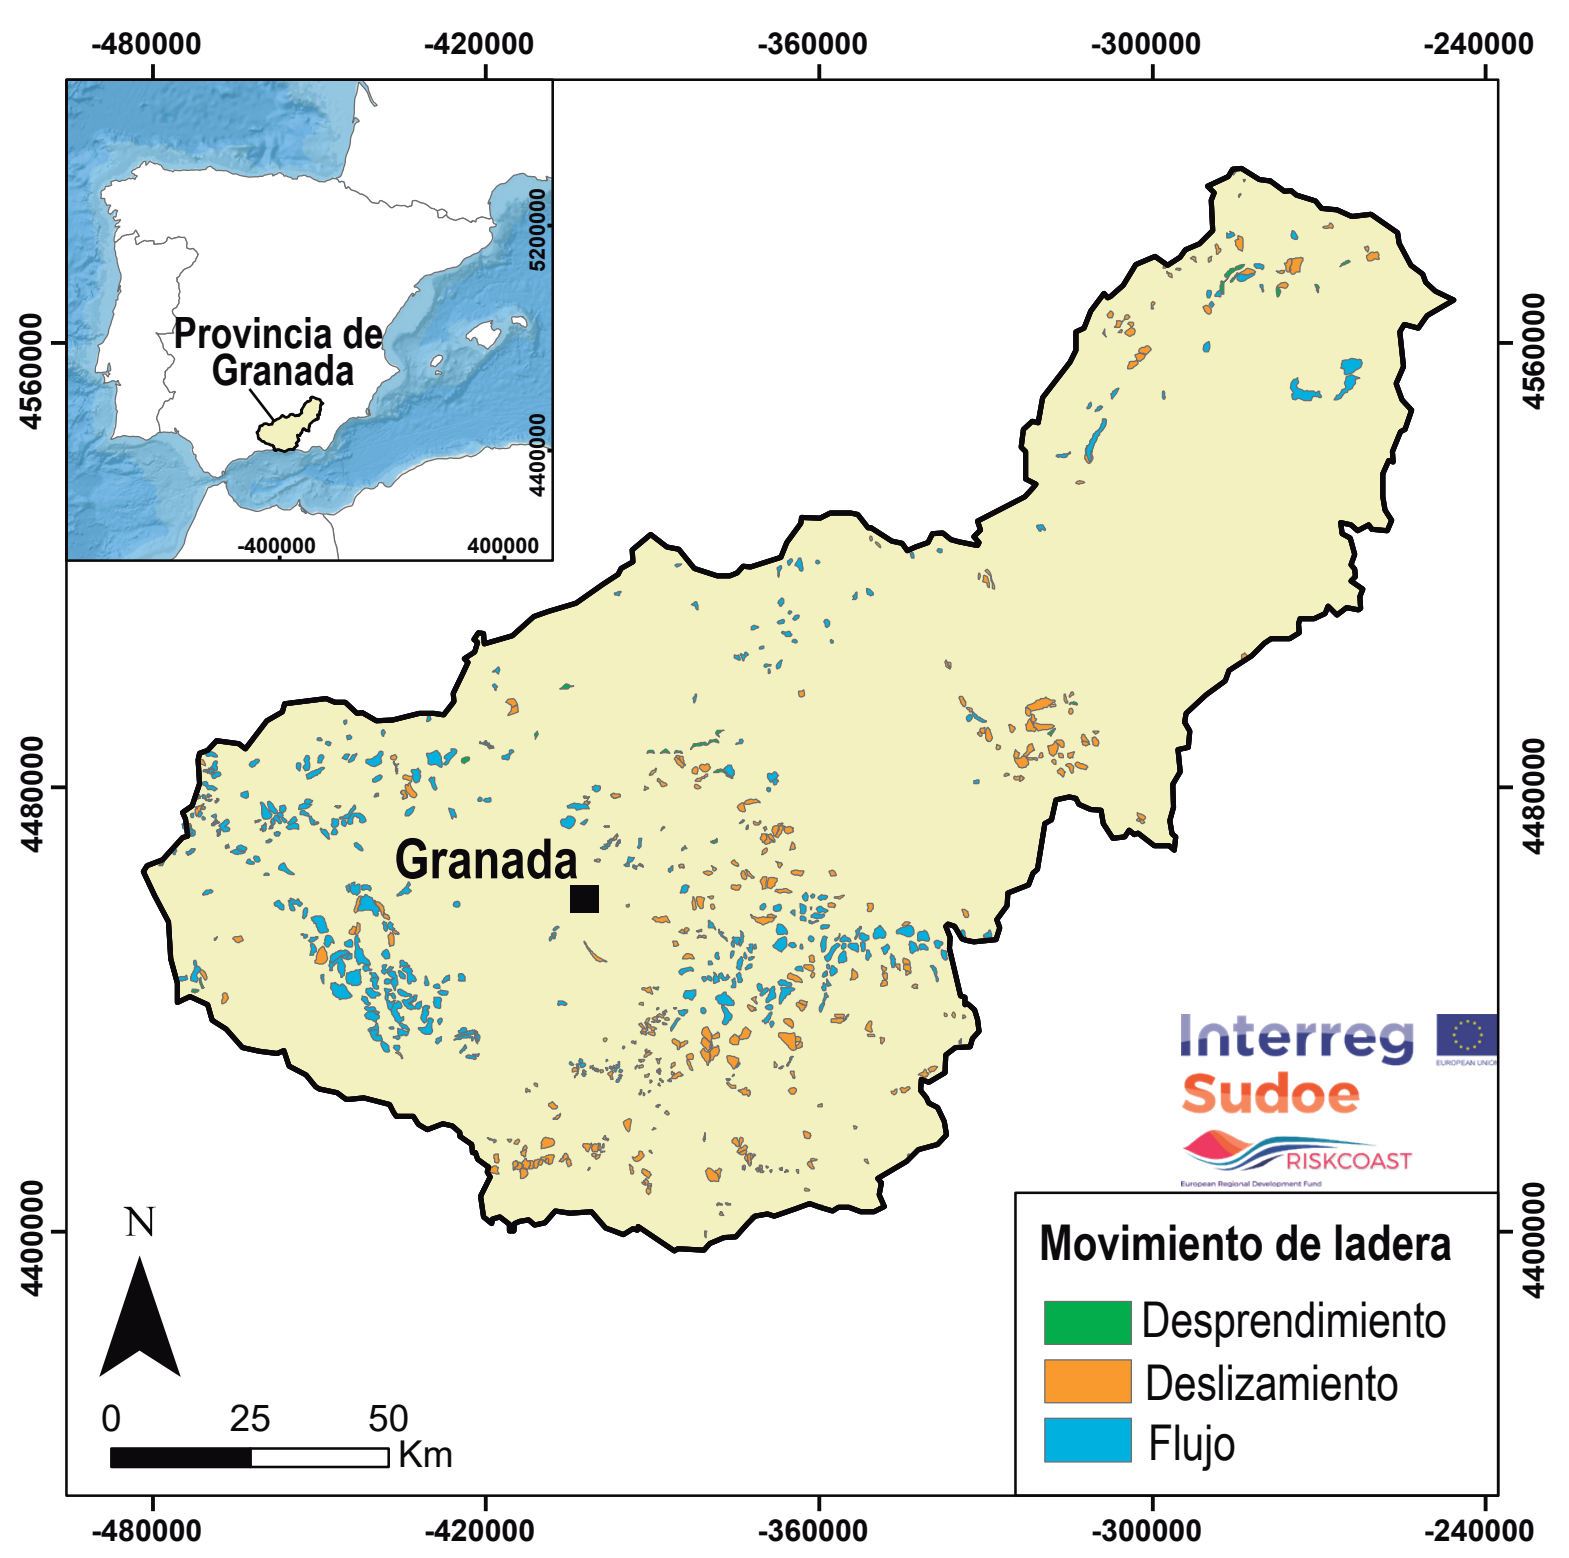 -480000 -420000 -360000 -300000 -240000
5200000
Provincia de
Granada
4560000
4560000
4400000
-400000 400000
4480000
4480000
Granada
Interreg
EUROPEAN UNION
Sudoe
RISKCOAST
European Regional Development Fund
N
4400000
4400000
Movimiento de ladera
Desprendimiento
Deslizamiento
Flujo
0 25 50
Km
-480000 -420000 -360000 -300000 -240000